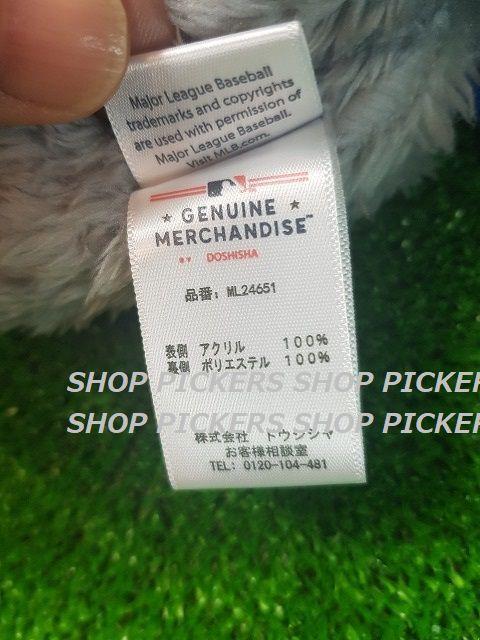 Major League Baseball
trademarks and copyrights
are used with permission of
Major League Baseball.
Visit MLB.com.
GENUINE
MERCHANDISE™
BY DOSHISHA
品番: ML24651
表側 アクリル 100%
裏側 ポリエステル 100%
SHOP PICKERS SHOP PICKER
SHOP PICKERS SHOP PICKER
株式会社 ドウシシャ
お客様相談室
TEL: 0120-104-481